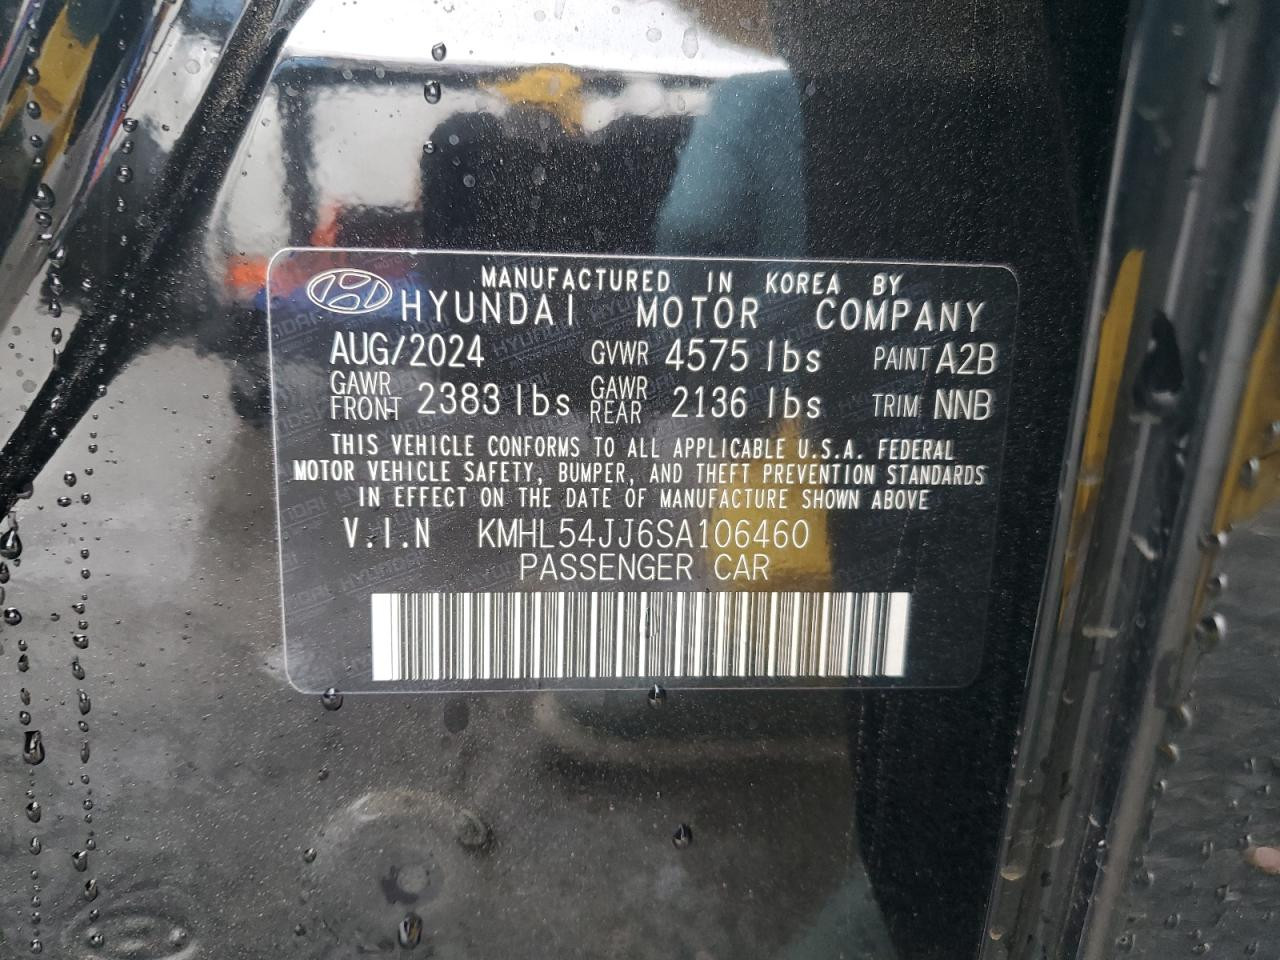 MANUFACTURED IN KOREA BY
HYUNDAI MOTOR COMPANY
AUG/2024 GVWR 4575 lbs PAINT A2B
GAWR FRONT 2383 lbs GAWR REAR 2136 lbs TRIM NNB
THIS VEHICLE CONFORMS TO ALL APPLICABLE U.S.A. FEDERAL
MOTOR VEHICLE SAFETY, BUMPER, AND THEFT PREVENTION STANDARDS
IN EFFECT ON THE DATE OF MANUFACTURE SHOWN ABOVE
V.I.N KMHL54JJ6SA106460
PASSENGER CAR